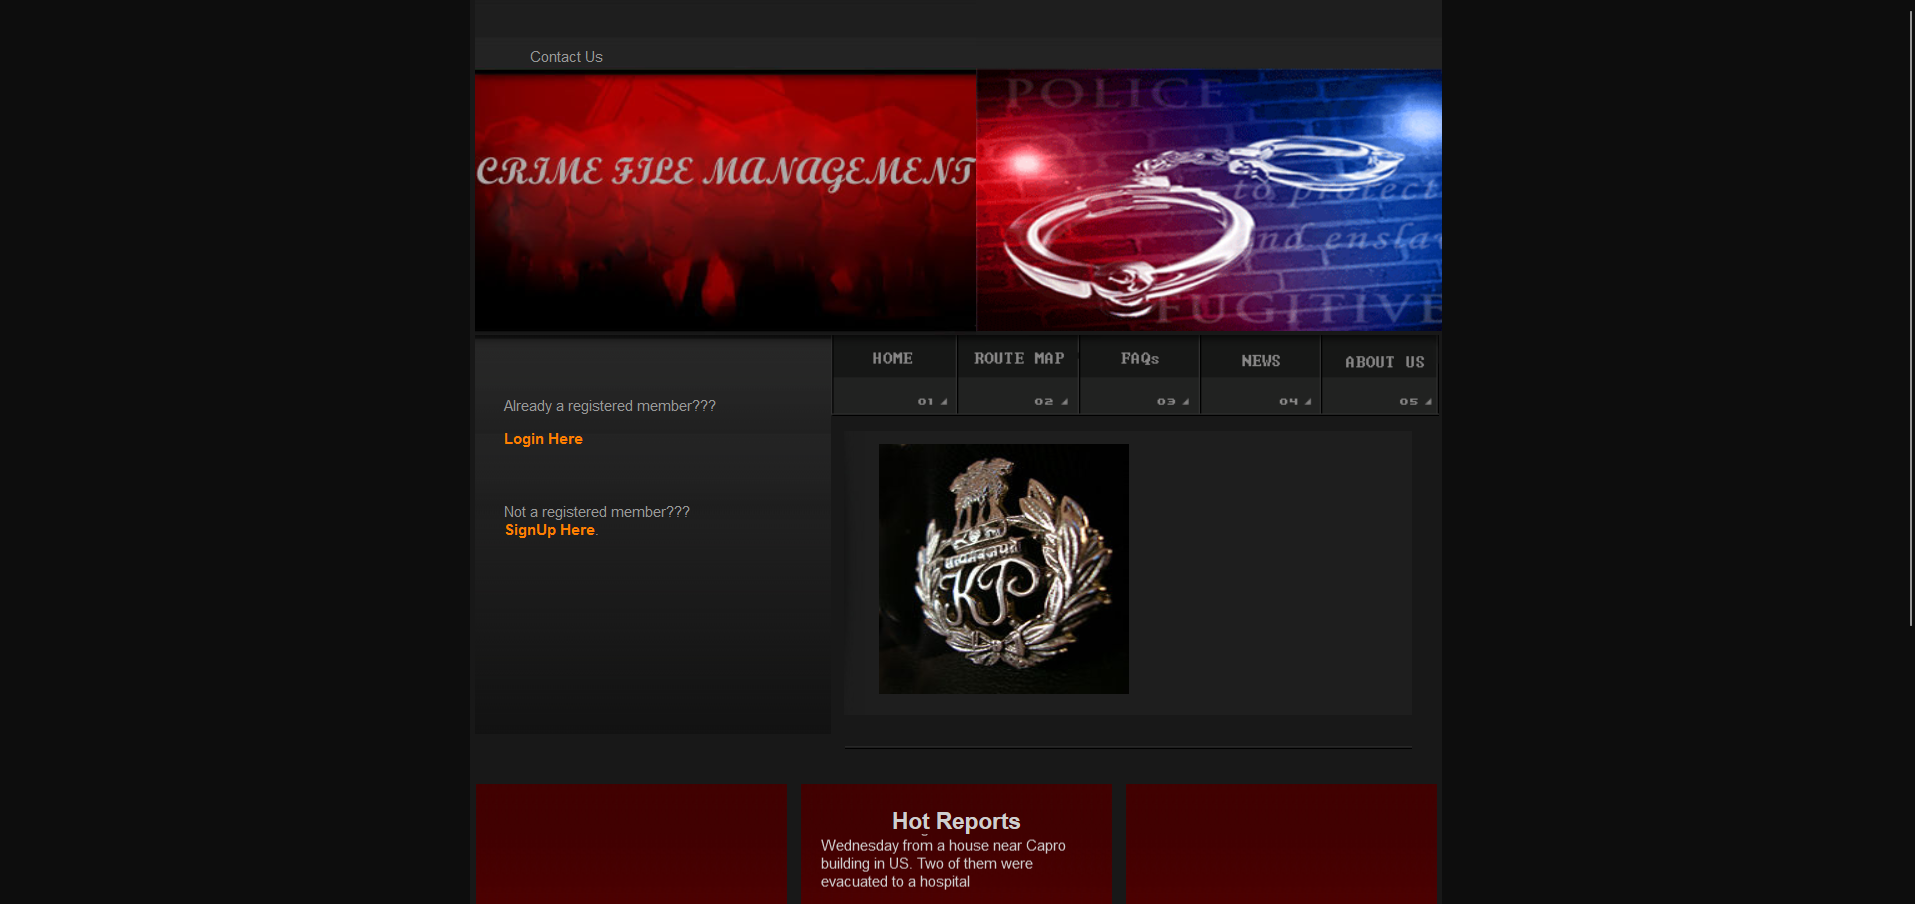 Contact Us
CRIME FILE MANAGEMENT
POLICE
to protect
and enslav
FUGITIVE
HOME
ROUTE MAP
FAQs
NEWS
ABOUT US
01
02
03
04
05
Already a registered member???
Login Here
Not a registered member???
SignUp Here.
KP
Hot Reports
Wednesday from a house near Capro
building in US. Two of them were
evacuated to a hospital